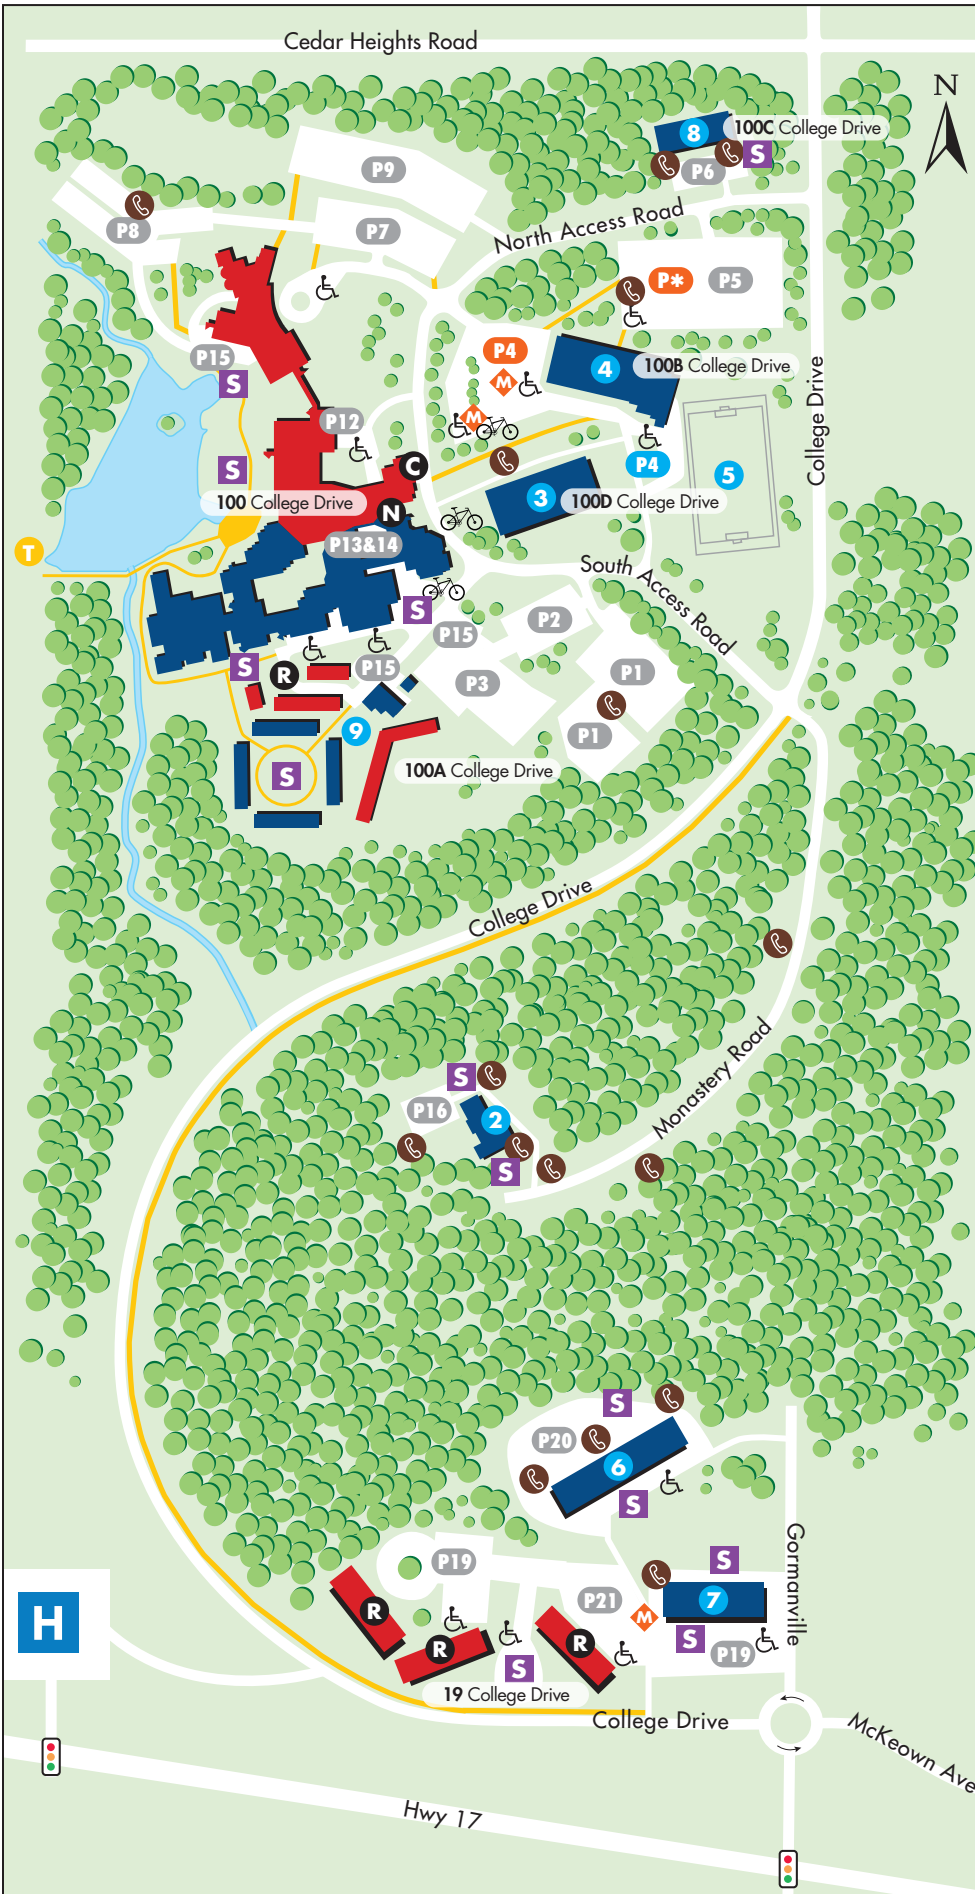 Cedar Heights Road
N
8
100C College Drive
S
P6
P9
P8
P7
North Access Road
P*
P5
P4
M
4
100B College Drive
P15
S
P12
M
College Drive
S
C
P4
5
100 College Drive
N
3
100D College Drive
T
P13&14
South Access Road
S
P15
P2
S
R
P15
P3
P1
9
P1
S
100A College Drive
College Drive
Monastery Road
S
P16
2
S
S
P20
6
S
Gormanville
P19
S
R
P21
7
M
R
R
S
P19
S
19 College Drive
College Drive
McKeown Ave
H
Hwy 17